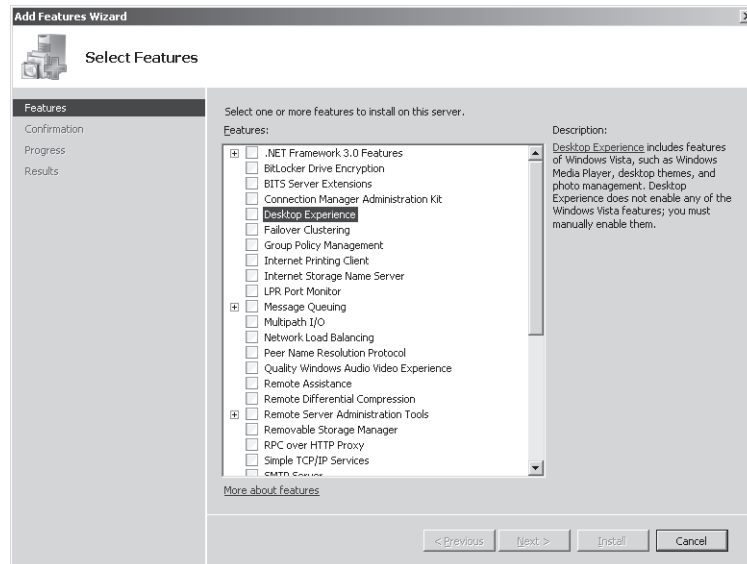 Add Features Wizard
Select Features
Features
Confirmation
Progress
Results
Select one or more features to install on this server.
Features:
.NET Framework 3.0 Features
BitLocker Drive Encryption
BITS Server Extensions
Connection Manager Administration Kit
Desktop Experience
Failover Clustering
Group Policy Management
Internet Printing Client
Internet Storage Name Server
LPR Port Monitor
Message Queuing
Multipath I/O
Network Load Balancing
Peer Name Resolution Protocol
Quality Windows Audio Video Experience
Remote Assistance
Remote Differential Compression
Remote Server Administration Tools
Removable Storage Manager
RPC over HTTP Proxy
Simple TCP/IP Services
SMTP Server
More about features
Description:
Desktop Experience includes features
of Windows Vista, such as Windows
Media Player, desktop themes, and
photo management. Desktop
Experience does not enable any of the
Windows Vista features; you must
manually enable them.
< Previous
Next >
Install
Cancel